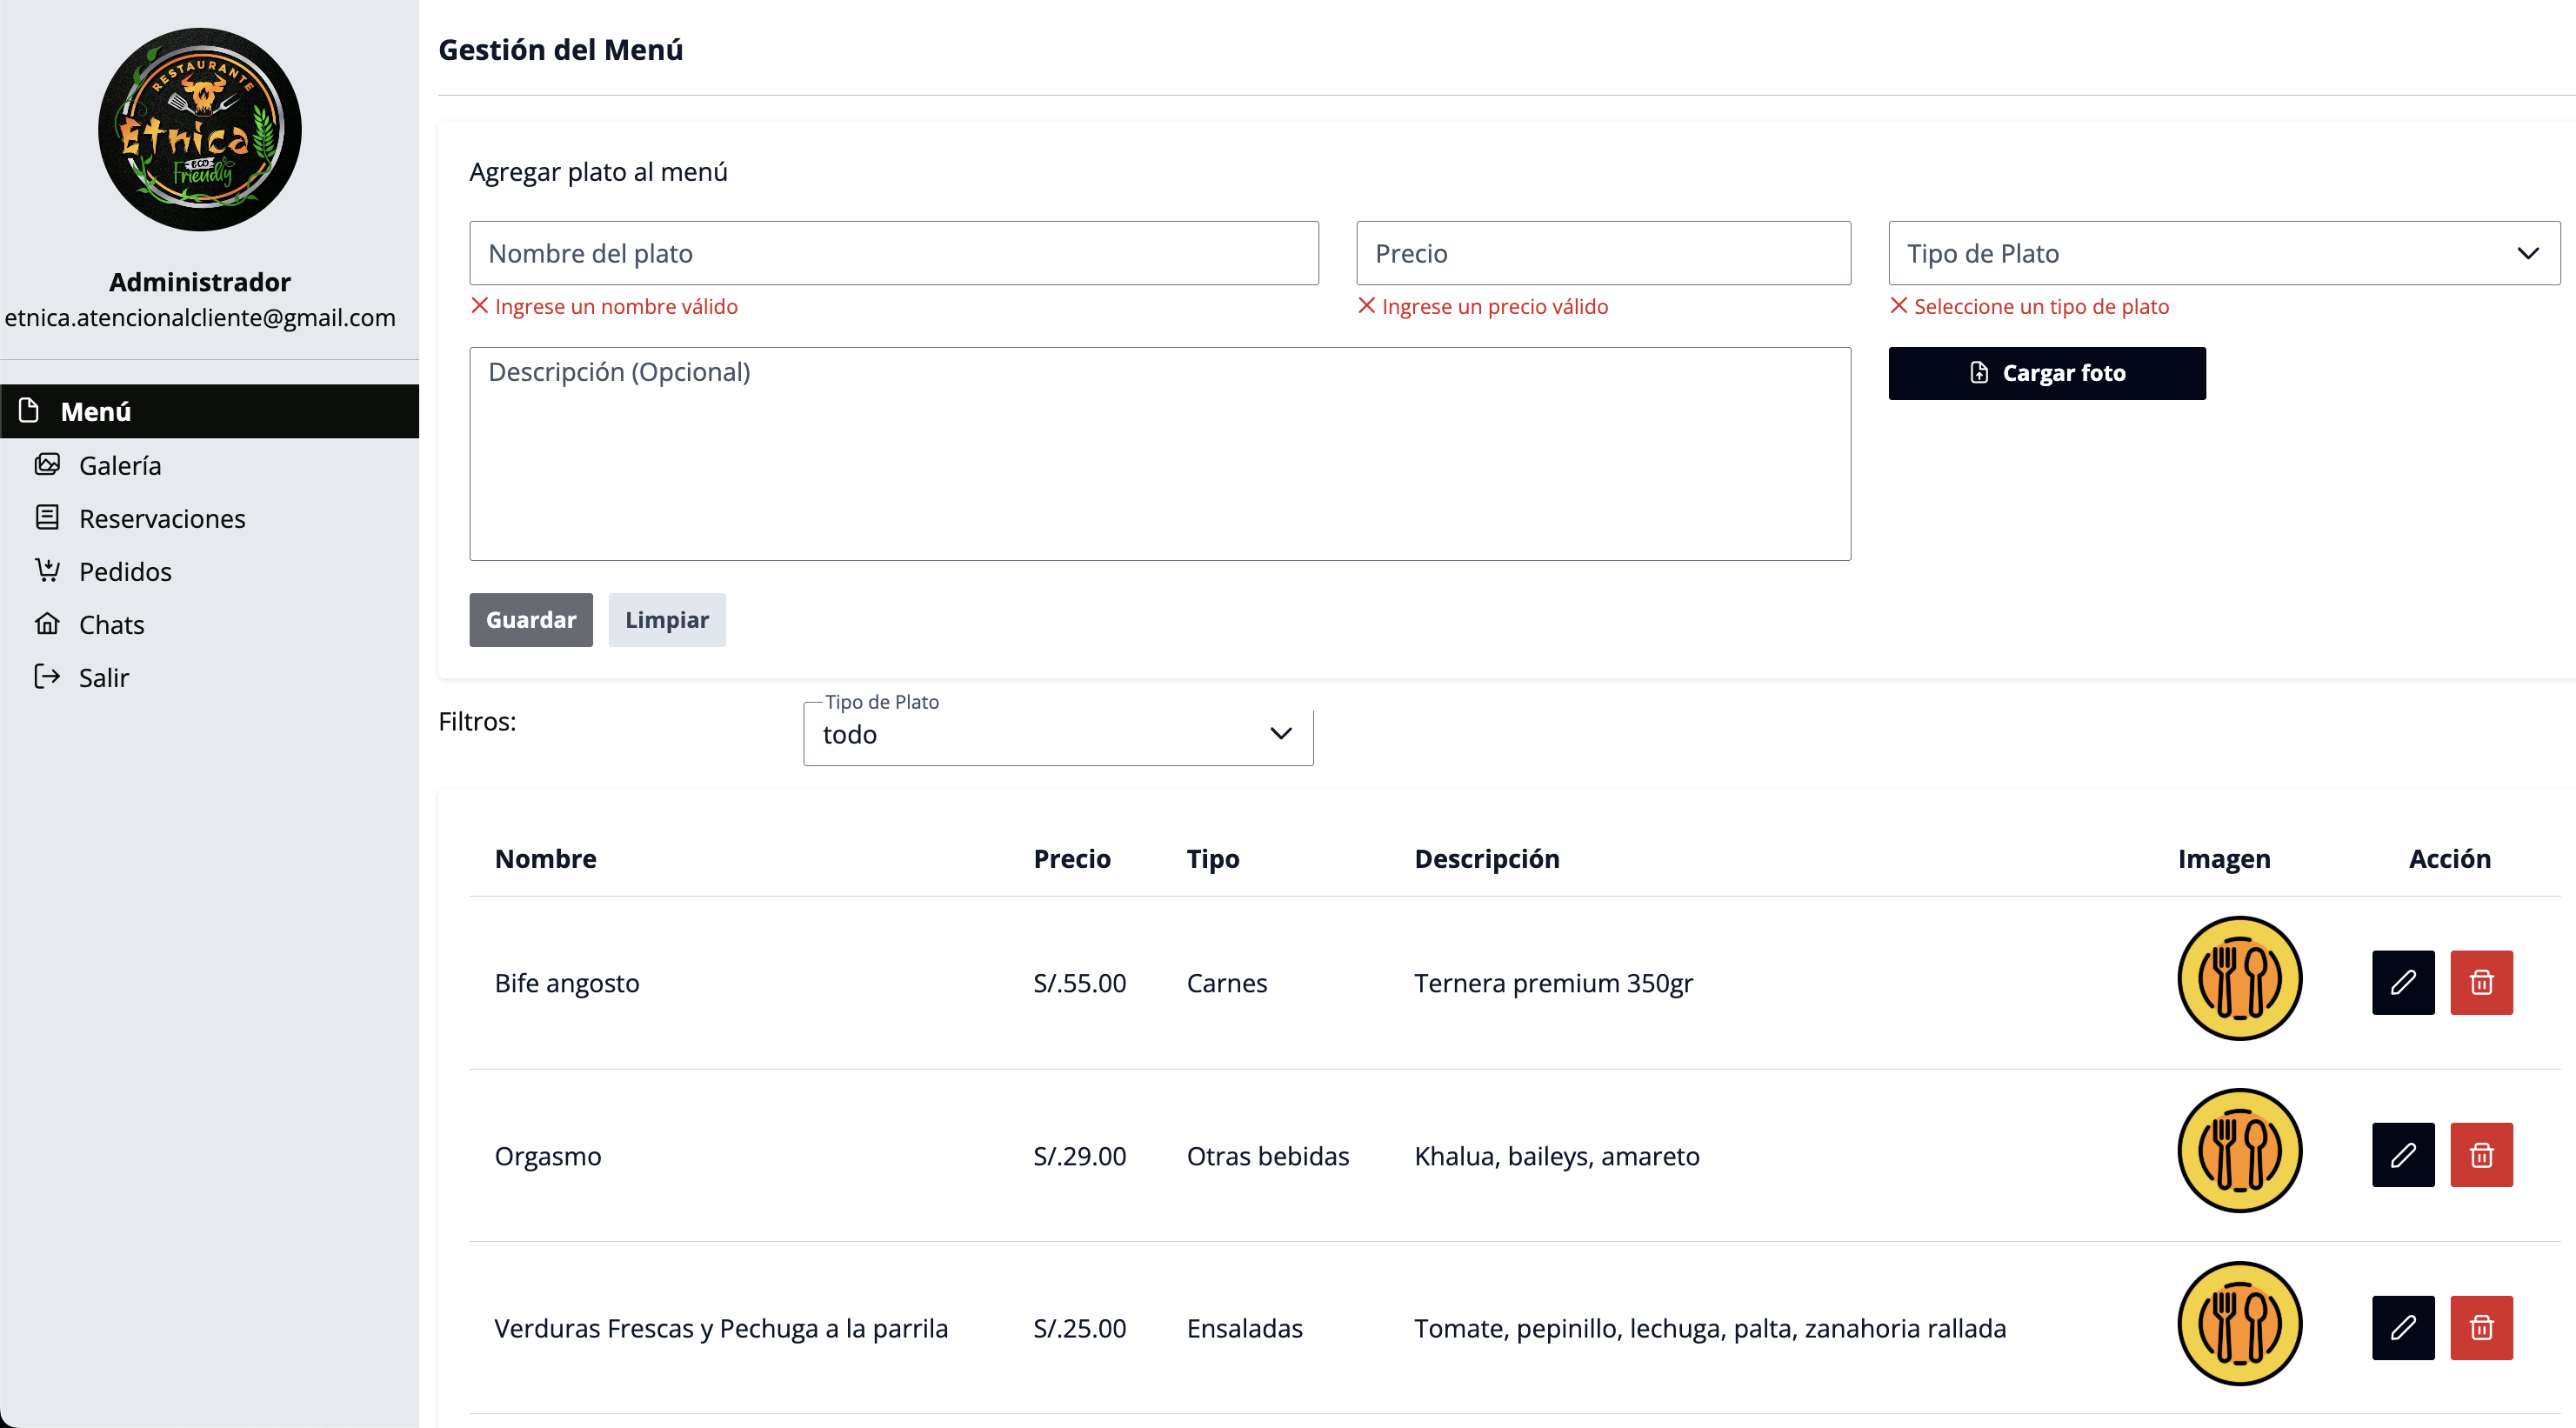 RESTAURANTE
Etnica
ECO
Friendly
Administrador
etnica.atencionalcliente@gmail.com
Menú
Galería
Reservaciones
Pedidos
Chats
Salir
Gestión del Menú
Agregar plato al menú
Nombre del plato
Precio
Tipo de Plato
Ingrese un nombre válido
Ingrese un precio válido
Seleccione un tipo de plato
Descripción (Opcional)
Cargar foto
Guardar
Limpiar
Filtros:
Tipo de Plato
todo
Nombre Precio Tipo Descripción Imagen Acción
Bife angosto S/.55.00 Carnes Ternera premium 350gr
Orgasmo S/.29.00 Otras bebidas Khalua, baileys, amareto
Verduras Frescas y Pechuga a la parrila S/.25.00 Ensaladas Tomate, pepinillo, lechuga, palta, zanahoria rallada